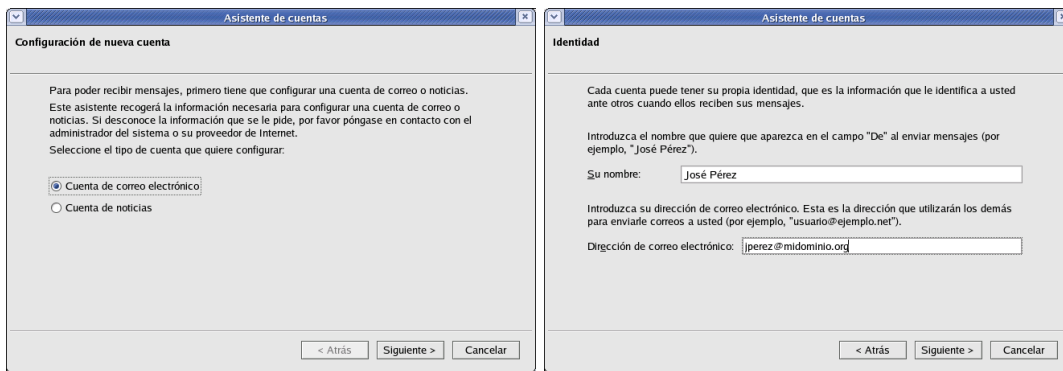 Asistente de cuentas
Configuración de nueva cuenta
Para poder recibir mensajes, primero tiene que configurar una cuenta de correo o noticias.
Este asistente recogerá la información necesaria para configurar una cuenta de correo o
noticias. Si desconoce la información que se le pide, por favor póngase en contacto con el
administrador del sistema o su proveedor de Internet.
Seleccione el tipo de cuenta que quiere configurar:
Cuenta de correo electrónico
Cuenta de noticias
< Atrás Siguiente > Cancelar
Asistente de cuentas
Identidad
Cada cuenta puede tener su propia identidad, que es la información que le identifica a usted
ante otros cuando ellos reciben sus mensajes.
Introduzca el nombre que quiere que aparezca en el campo "De" al enviar mensajes (por
ejemplo, "José Pérez").
Su nombre: José Pérez
Introduzca su dirección de correo electrónico. Esta es la dirección que utilizarán los demás
para enviarle correos a usted (por ejemplo, "usuario@ejemplo.net").
Dirección de correo electrónico: jperez@midominio.org
< Atrás Siguiente > Cancelar